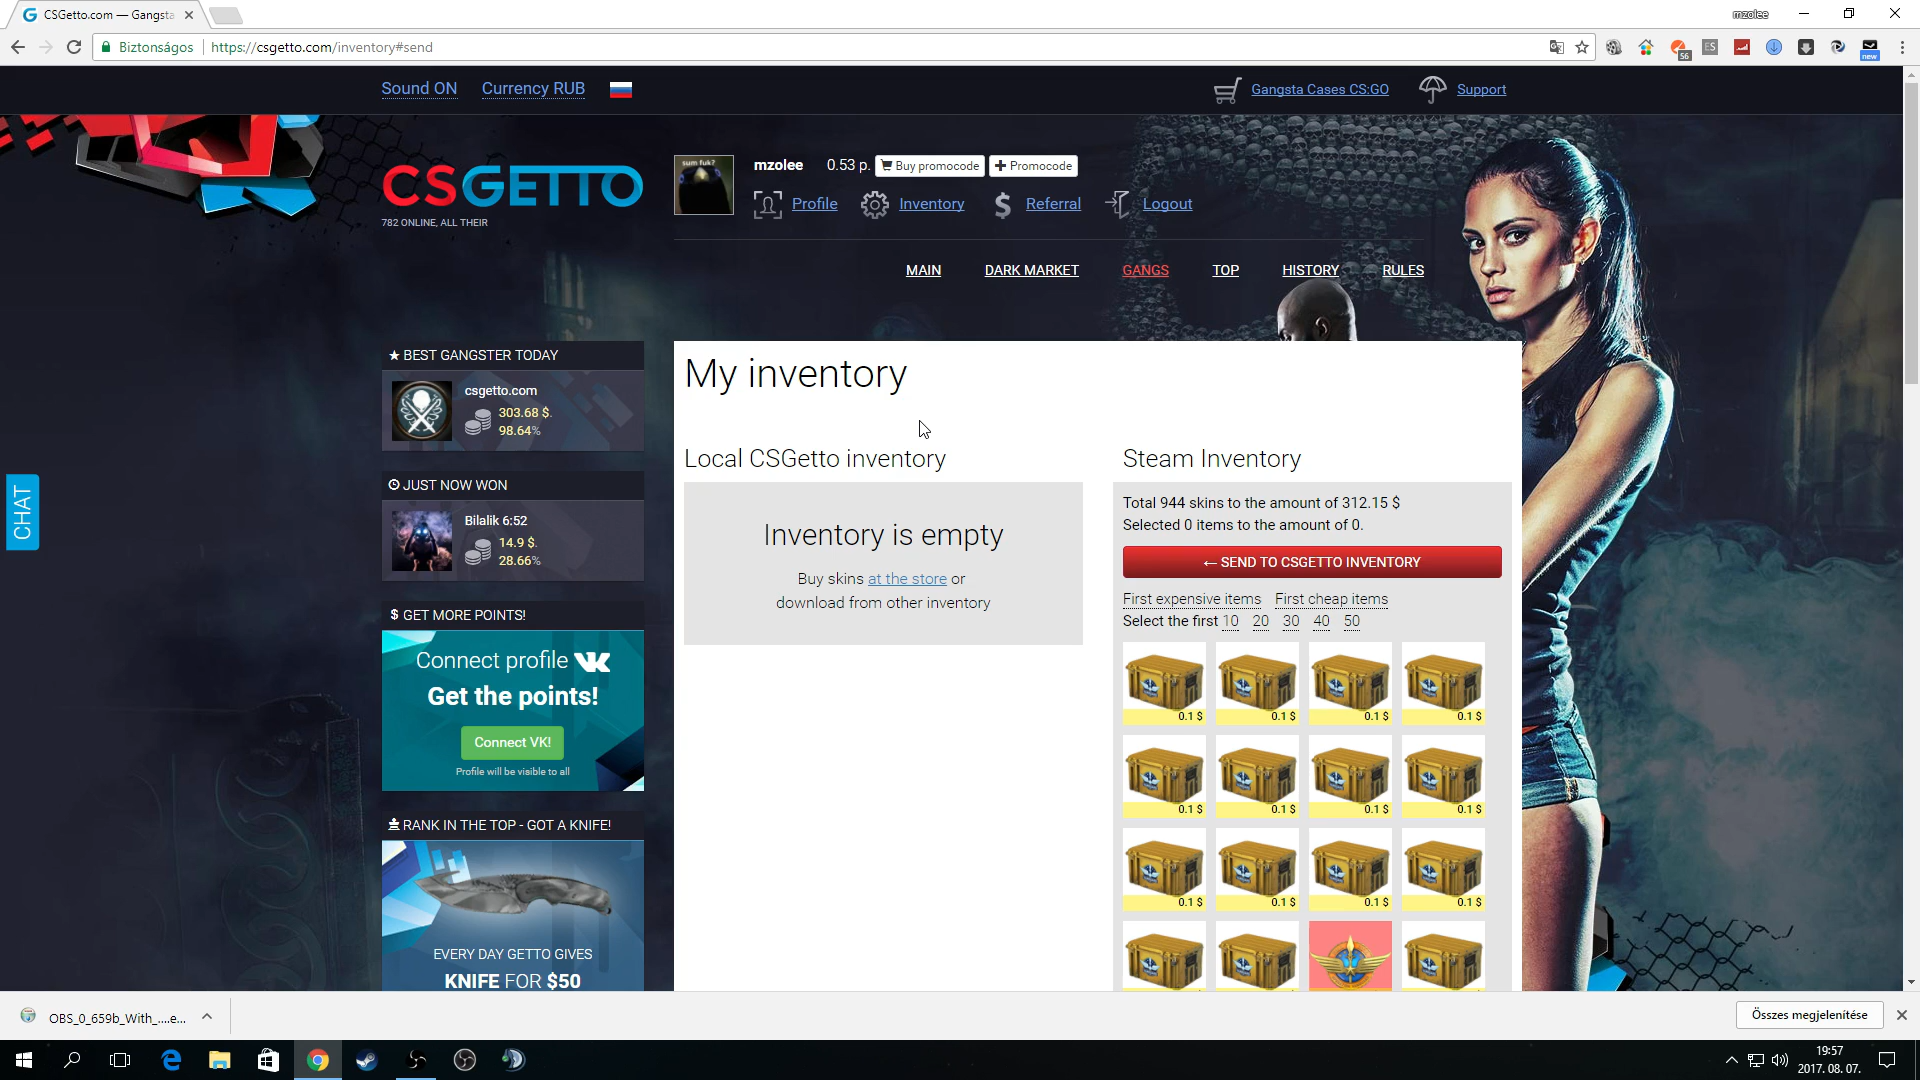 CSGetto.com — Gangsta
mzolee
Biztonságos
https://csgetto.com/inventory#send
56
ES
new
Sound ON
Currency RUB
Gangsta Cases CS:GO
Support
CSGETTO
782 ONLINE, ALL THEIR
sum fuk?
mzolee
0.53 p.
Buy promocode
Promocode
Profile
Inventory
Referral
Logout
MAIN
DARK MARKET
GANGS
TOP
HISTORY
RULES
BEST GANGSTER TODAY
csgetto.com
303.68 $.
98.64%
JUST NOW WON
Bilalik 6:52
14.9 $.
28.66%
$ GET MORE POINTS!
Connect profile
Get the points!
Connect VK!
Profile will be visible to all
RANK IN THE TOP - GOT A KNIFE!
EVERY DAY GETTO GIVES
KNIFE FOR $50
CHAT
My inventory
Local CSGetto inventory
Inventory is empty
Buy skins at the store or
download from other inventory
Steam Inventory
Total 944 skins to the amount of 312.15 $
Selected 0 items to the amount of 0.
← SEND TO CSGETTO INVENTORY
First expensive items First cheap items
Select the first 10 20 30 40 50
0.1 $ 0.1 $ 0.1 $ 0.1 $
0.1 $ 0.1 $ 0.1 $ 0.1 $
0.1 $ 0.1 $ 0.1 $ 0.1 $
OBS_0_659b_With_....e...
Összes megjelenítése
19:57
2017. 08. 07.